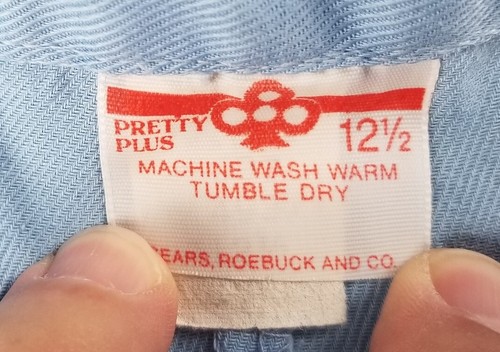 PRETTY
PLUS
12½
MACHINE WASH WARM
TUMBLE DRY
SEARS, ROEBUCK AND CO.